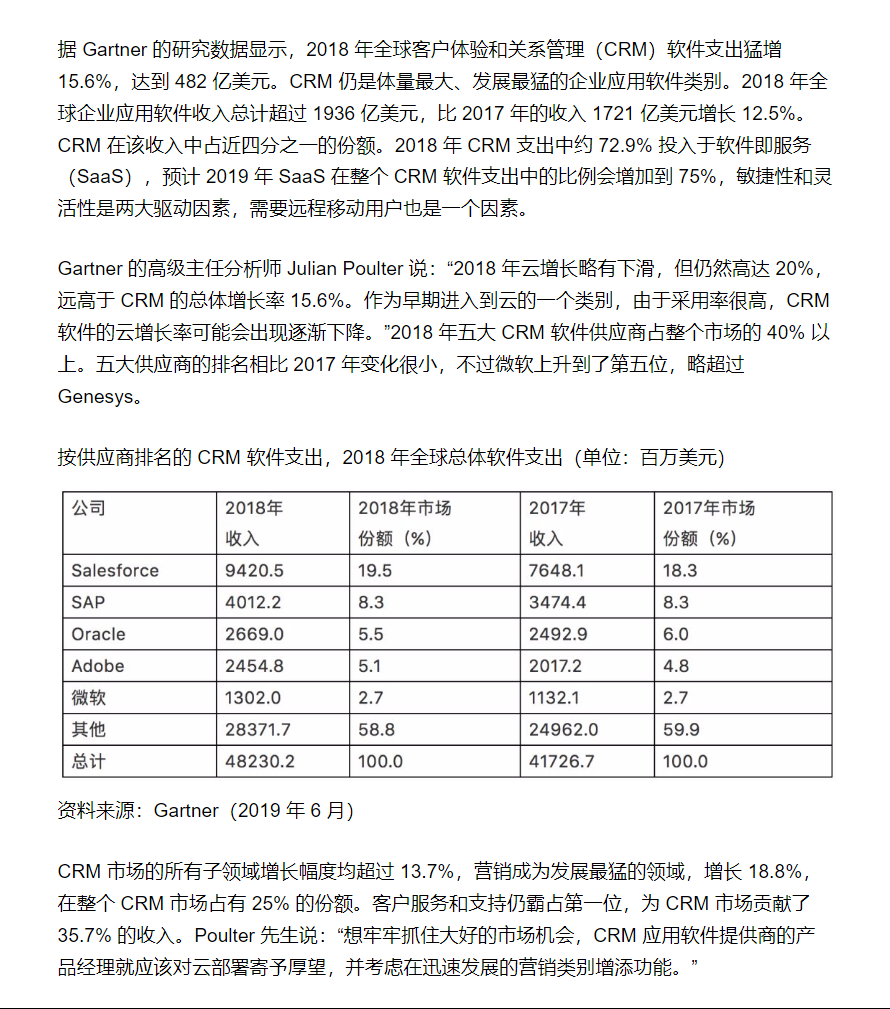 据 Gartner 的研究数据显示，2018 年全球客户体验和关系管理（CRM）软件支出猛增
15.6%，达到 482 亿美元。CRM 仍是体量最大、发展最猛的企业应用软件类别。2018 年全
球企业应用软件收入总计超过 1936 亿美元，比 2017 年的收入 1721 亿美元增长 12.5%。
CRM 在该收入中占近四分之一的份额。2018 年 CRM 支出中约 72.9% 投入于软件即服务
（SaaS），预计 2019 年 SaaS 在整个 CRM 软件支出中的比例会增加到 75%，敏捷性和灵
活性是两大驱动因素，需要远程移动用户也是一个因素。
Gartner 的高级主任分析师 Julian Poulter 说：“2018 年云增长略有下滑，但仍然高达 20%，
远高于 CRM 的总体增长率 15.6%。作为早期进入到云的一个类别，由于采用率很高，CRM
软件的云增长率可能会出现逐渐下降。”2018 年五大 CRM 软件供应商占整个市场的 40% 以
上。五大供应商的排名相比 2017 年变化很小，不过微软上升到了第五位，略超过
Genesys。
按供应商排名的 CRM 软件支出，2018 年全球总体软件支出（单位：百万美元）
公司 2018年 2018年市场 2017年 2017年市场
收入 份额（%） 收入 份额（%）
Salesforce 9420.5 19.5 7648.1 18.3
SAP 4012.2 8.3 3474.4 8.3
Oracle 2669.0 5.5 2492.9 6.0
Adobe 2454.8 5.1 2017.2 4.8
微软 1302.0 2.7 1132.1 2.7
其他 28371.7 58.8 24962.0 59.9
总计 48230.2 100.0 41726.7 100.0
资料来源：Gartner（2019 年 6 月）
CRM 市场的所有子领域增长幅度均超过 13.7%，营销成为发展最猛的领域，增长 18.8%，
在整个 CRM 市场占有 25% 的份额。客户服务和支持仍霸占第一位，为 CRM 市场贡献了
35.7% 的收入。Poulter 先生说：“想牢牢抓住大好的市场机会，CRM 应用软件提供商的产
品经理就应该对云部署寄予厚望，并考虑在迅速发展的营销类别增添功能。”